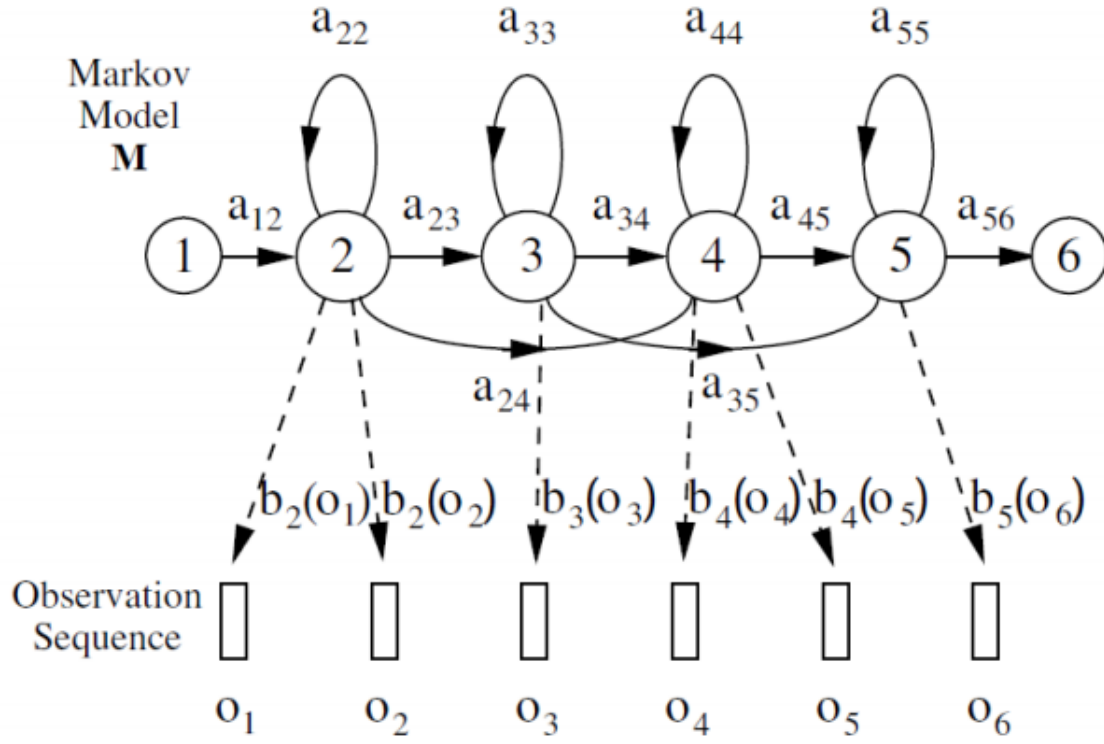 a₂₂ a₃₃ a₄₄ a₅₅
Markov
Model
M
a₁₂ a₂₃ a₃₄ a₄₅ a₅₆
1 2 3 4 5 6
a₂₄ a₃₅
b₂(o₁) b₂(o₂) b₃(o₃) b₄(o₄) b₄(o₅) b₅(o₆)
Observation
Sequence
o₁ o₂ o₃ o₄ o₅ o₆